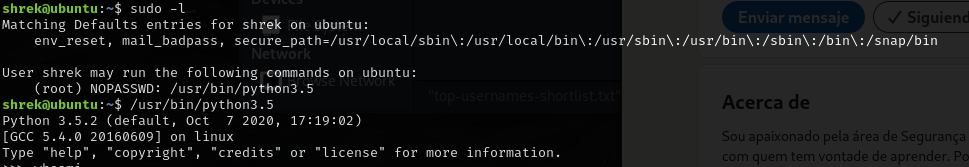 shrek@ubuntu:~$ sudo -l
Matching Defaults entries for shrek on ubuntu:
    env_reset, mail_badpass, secure_path=/usr/local/sbin\:/usr/local/bin\:/usr/sbin\:/usr/bin\:/sbin\:/bin\:/snap/bin
User shrek may run the following commands on ubuntu:
    (root) NOPASSWD: /usr/bin/python3.5
shrek@ubuntu:~$ /usr/bin/python3.5
Python 3.5.2 (default, Oct  7 2020, 17:19:02)
[GCC 5.4.0 20160609] on linux
Type "help", "copyright", "credits" or "license" for more information.
Devices
Network
Browse Network
"top-usernames-shortlist.txt"
Enviar mensaje
✓ Siguiend
Acerca de
Sou apaixonado pela área de Segurança
com quem tem vontade de aprender. Po